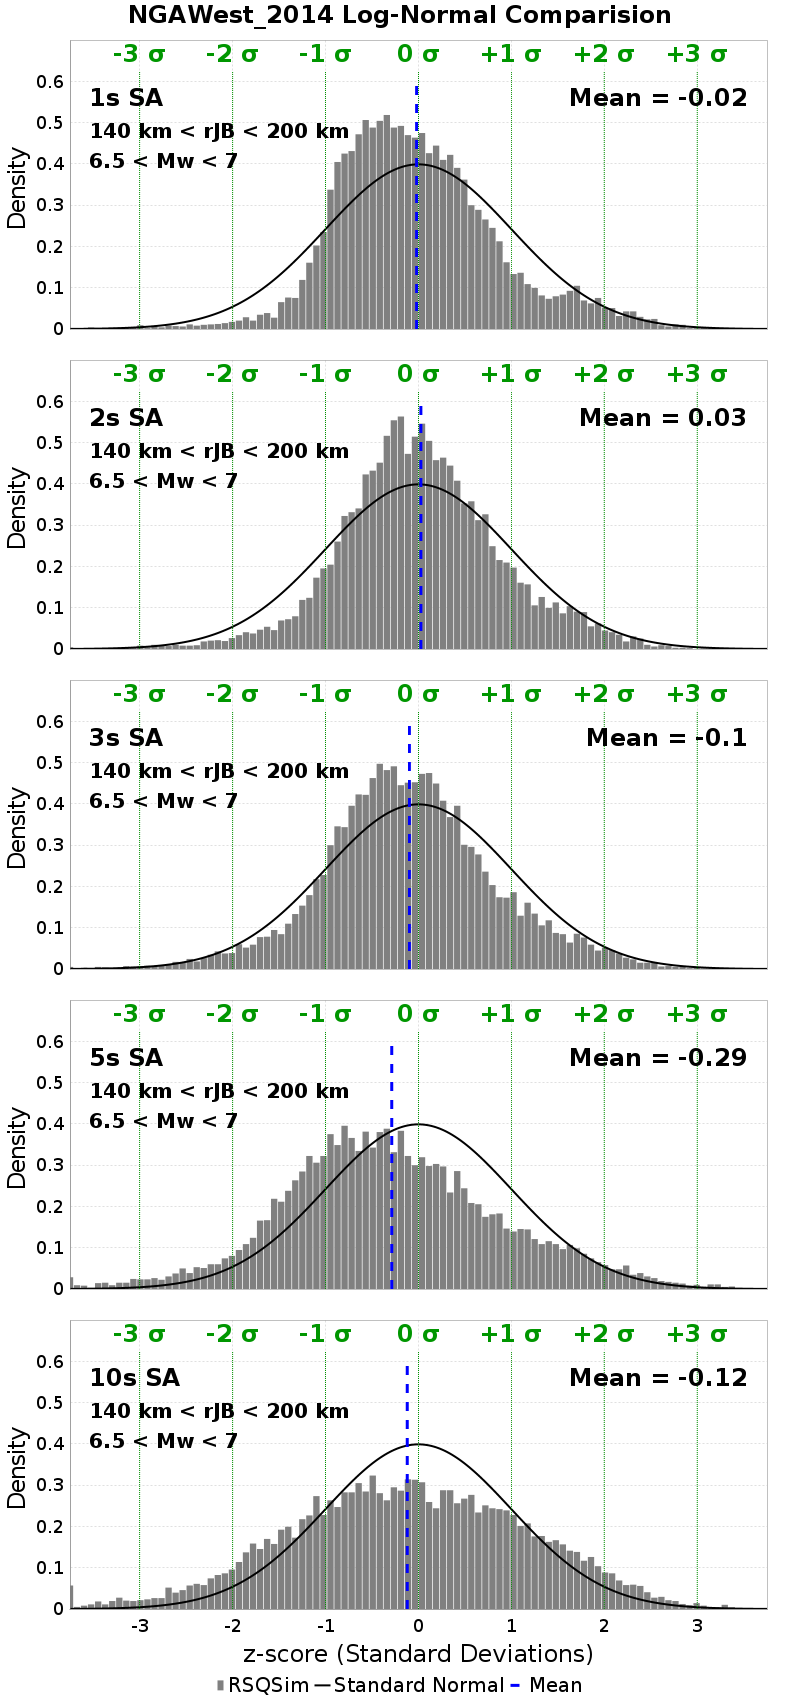 NGAWest_2014 Log-Normal Comparision
-3 σ -2 σ -1 σ 0 σ +1 σ +2 σ +3 σ
0.6
1s SA Mean = -0.02
0.5
140 km < rJB < 200 km
6.5 < Mw < 7
0.4
0.3
0.2
0.1
0
Density
-3 σ -2 σ -1 σ 0 σ +1 σ +2 σ +3 σ
0.6
2s SA Mean = 0.03
0.5
140 km < rJB < 200 km
6.5 < Mw < 7
0.4
0.3
0.2
0.1
0
Density
-3 σ -2 σ -1 σ 0 σ +1 σ +2 σ +3 σ
0.6
3s SA Mean = -0.1
0.5
140 km < rJB < 200 km
6.5 < Mw < 7
0.4
0.3
0.2
0.1
0
Density
-3 σ -2 σ -1 σ 0 σ +1 σ +2 σ +3 σ
0.6
5s SA Mean = -0.29
0.5
140 km < rJB < 200 km
6.5 < Mw < 7
0.4
0.3
0.2
0.1
0
Density
-3 σ -2 σ -1 σ 0 σ +1 σ +2 σ +3 σ
0.6
10s SA Mean = -0.12
0.5
140 km < rJB < 200 km
6.5 < Mw < 7
0.4
0.3
0.2
0.1
0
Density
-3 -2 -1 0 1 2 3
z-score (Standard Deviations)
RSQSim Standard Normal Mean